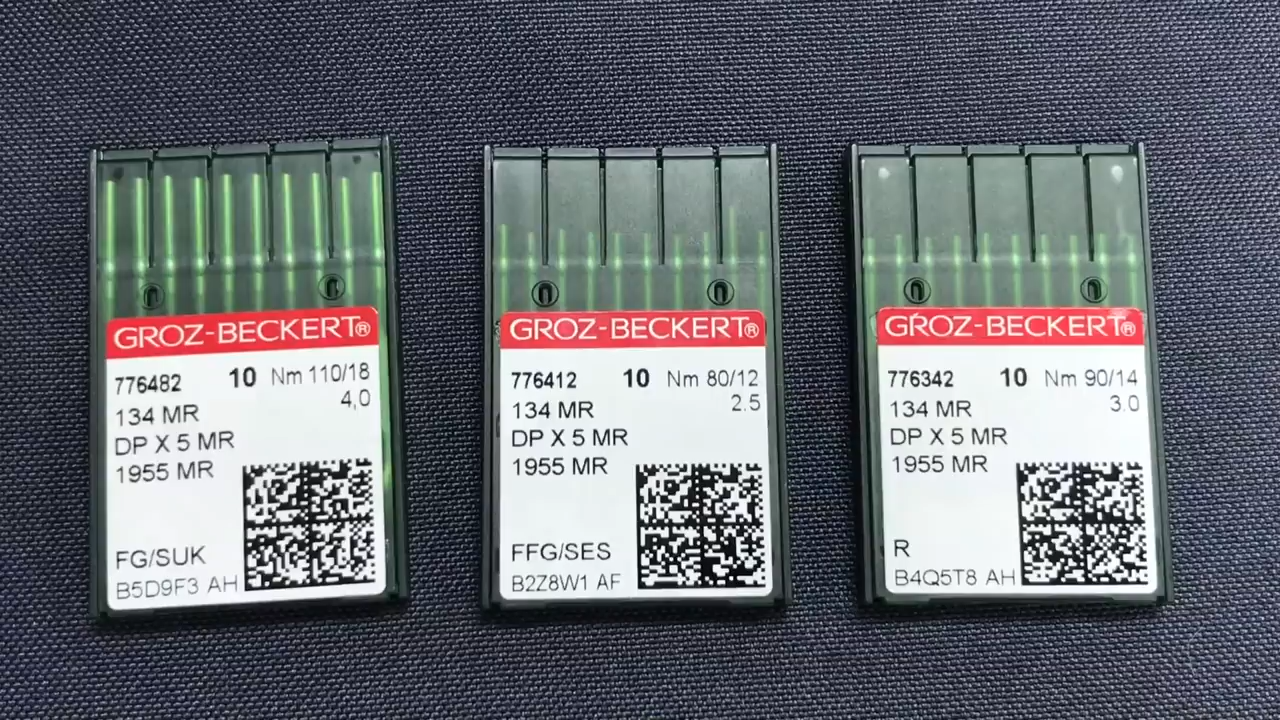 GROZ-BECKERT®
776482 10 Nm 110/18
134 MR 4,0
DP X 5 MR
1955 MR
FG/SUK
B5D9F3 AH
GROZ-BECKERT®
776412 10 Nm 80/12
134 MR 2.5
DP X 5 MR
1955 MR
FFG/SES
B2Z8W1 AF
GROZ-BECKERT®
776342 10 Nm 90/14
134 MR 3.0
DP X 5 MR
1955 MR
R
B4Q5T8 AH